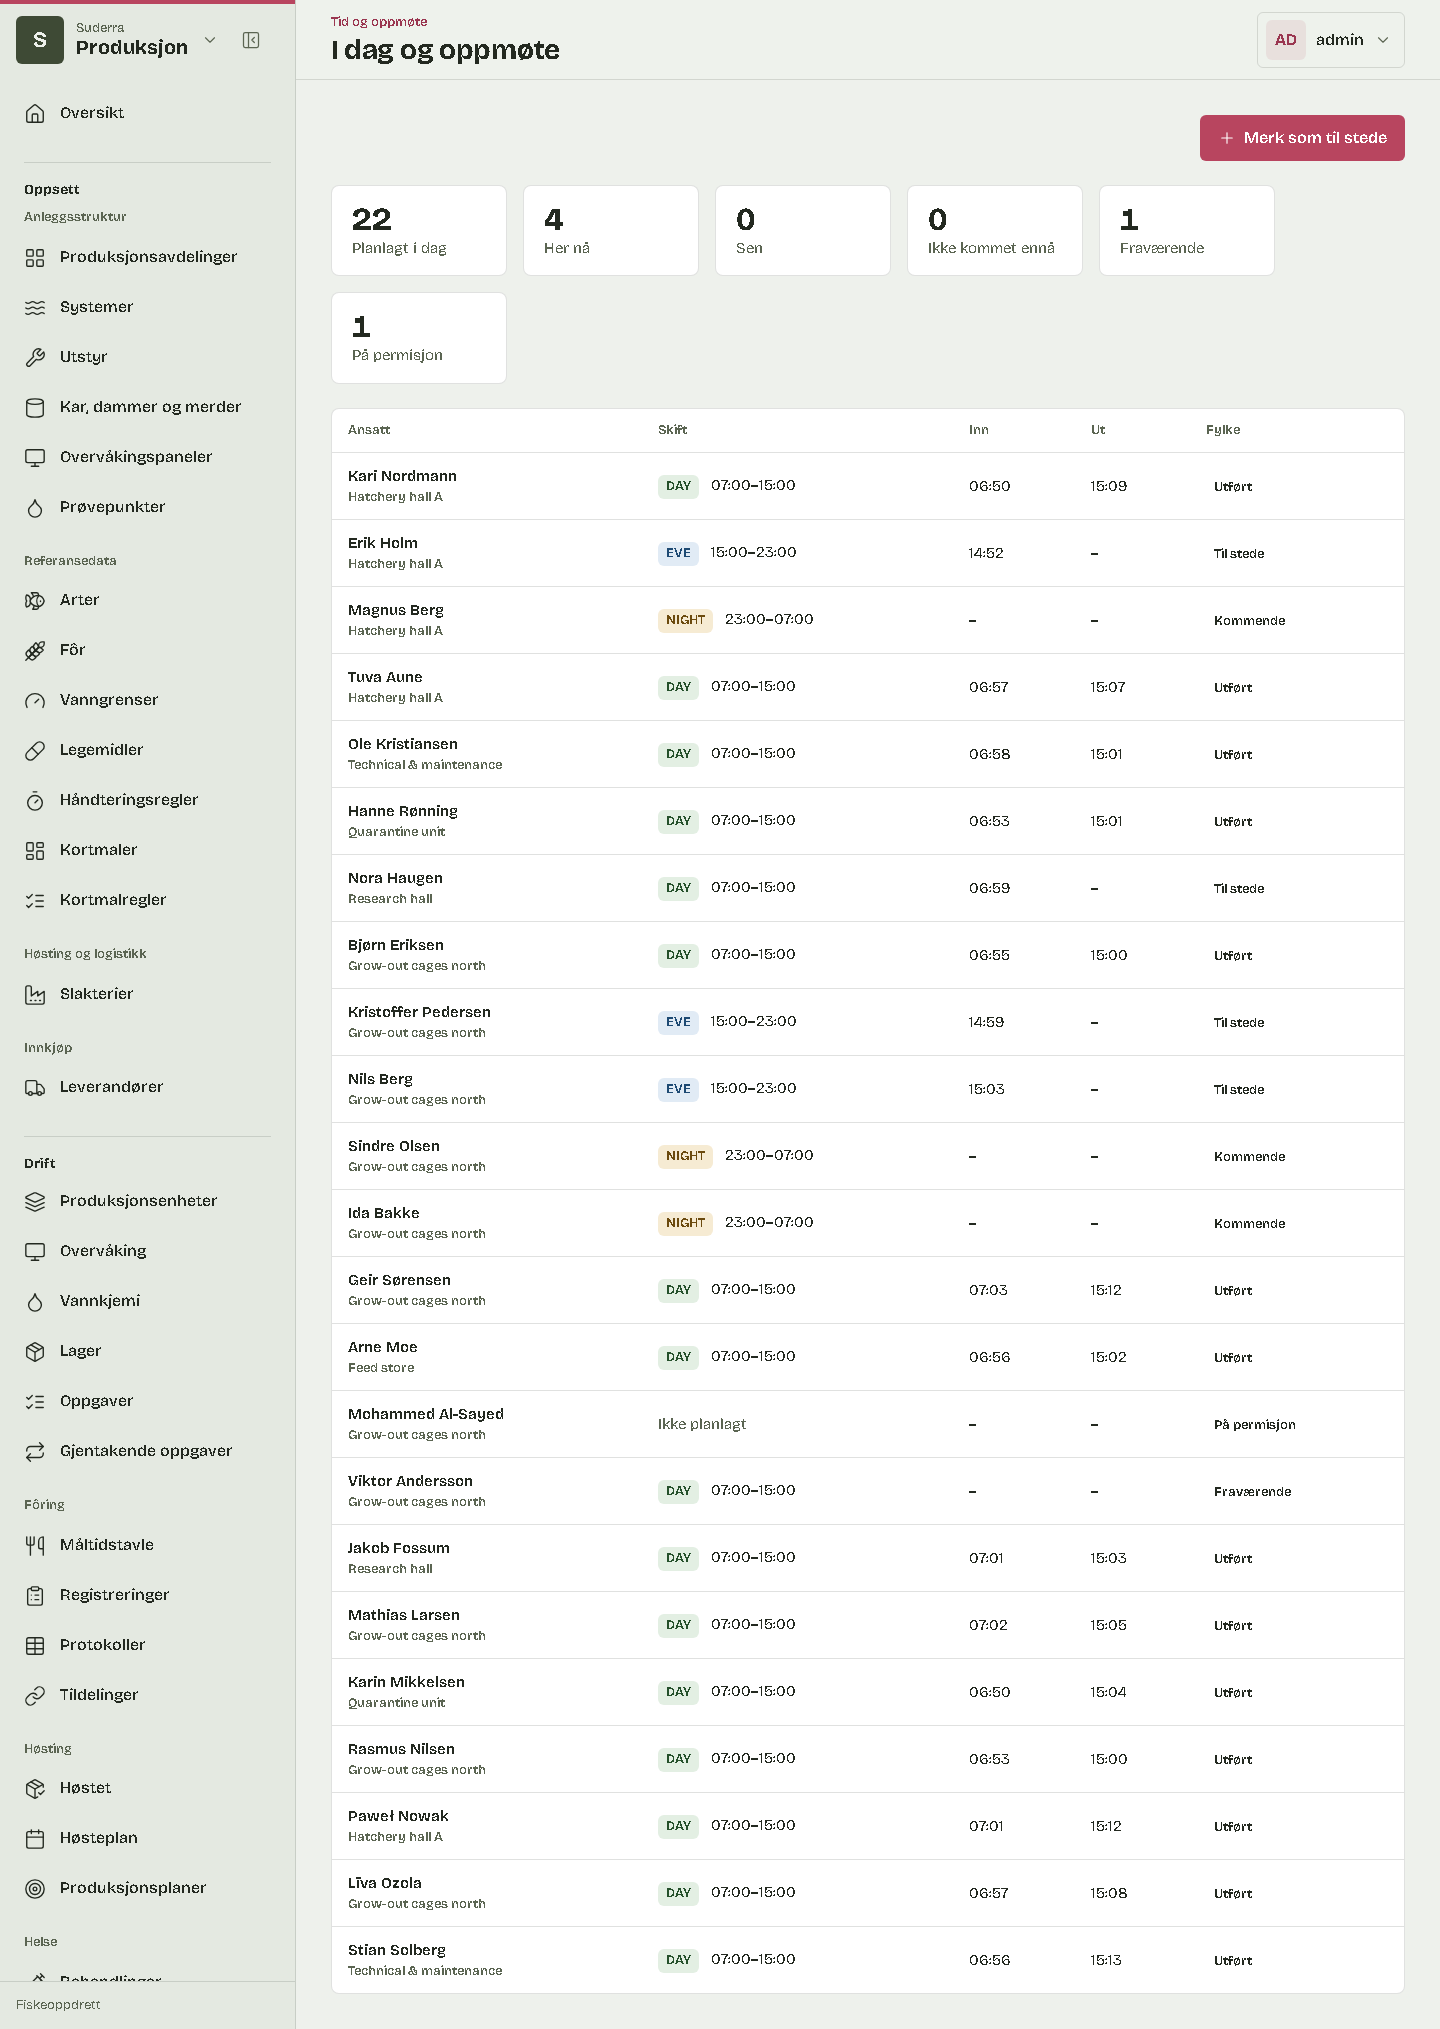 Suderra
S
Produksjon
Oversikt
Oppsett
Anleggsstruktur
Produksjonsavdelinger
Systemer
Utstyr
Kar, dammer og merder
Overvåkingspaneler
Prøvepunkter
Referansedata
Arter
Fôr
Vanngrenser
Legemidler
Håndteringsregler
Kortmaler
Kortmalregler
Høsting og logistikk
Slakterier
Innkjøp
Leverandører
Drift
Produksjonsenheter
Overvåking
Vannkjemi
Lager
Oppgaver
Gjentakende oppgaver
Fôring
Måltidstavle
Registreringer
Protokoller
Tildelinger
Høsting
Høstet
Høsteplan
Produksjonsplaner
Helse
Behandlinger
Fiskeoppdrett
Tid og oppmøte
I dag og oppmøte
AD admin
Merk som til stede
22
Planlagt i dag
4
Her nå
0
Sen
0
Ikke kommet ennå
1
Fraværende
1
På permisjon
Ansatt Skift Inn Ut Fylke
Kari Nordmann
Hatchery hall A
DAY 07:00–15:00 06:50 15:09 Utført
Erik Holm
Hatchery hall A
EVE 15:00–23:00 14:52 – Til stede
Magnus Berg
Hatchery hall A
NIGHT 23:00–07:00 – – Kommende
Tuva Aune
Hatchery hall A
DAY 07:00–15:00 06:57 15:07 Utført
Ole Kristiansen
Technical & maintenance
DAY 07:00–15:00 06:58 15:01 Utført
Hanne Rønning
Quarantine unit
DAY 07:00–15:00 06:53 15:01 Utført
Nora Haugen
Research hall
DAY 07:00–15:00 06:59 – Til stede
Bjørn Eriksen
Grow-out cages north
DAY 07:00–15:00 06:55 15:00 Utført
Kristoffer Pedersen
Grow-out cages north
EVE 15:00–23:00 14:59 – Til stede
Nils Berg
Grow-out cages north
EVE 15:00–23:00 15:03 – Til stede
Sindre Olsen
Grow-out cages north
NIGHT 23:00–07:00 – – Kommende
Ida Bakke
Grow-out cages north
NIGHT 23:00–07:00 – – Kommende
Geir Sørensen
Grow-out cages north
DAY 07:00–15:00 07:03 15:12 Utført
Arne Moe
Feed store
DAY 07:00–15:00 06:56 15:02 Utført
Mohammed Al-Sayed
Grow-out cages north
Ikke planlagt – – På permisjon
Viktor Andersson
Grow-out cages north
DAY 07:00–15:00 – – Fraværende
Jakob Fossum
Research hall
DAY 07:00–15:00 07:01 15:03 Utført
Mathias Larsen
Grow-out cages north
DAY 07:00–15:00 07:02 15:05 Utført
Karin Mikkelsen
Quarantine unit
DAY 07:00–15:00 06:50 15:04 Utført
Rasmus Nilsen
Grow-out cages north
DAY 07:00–15:00 06:53 15:00 Utført
Paweł Nowak
Hatchery hall A
DAY 07:00–15:00 07:01 15:12 Utført
Līva Ozola
Grow-out cages north
DAY 07:00–15:00 06:57 15:08 Utført
Stian Solberg
Technical & maintenance
DAY 07:00–15:00 06:56 15:13 Utført